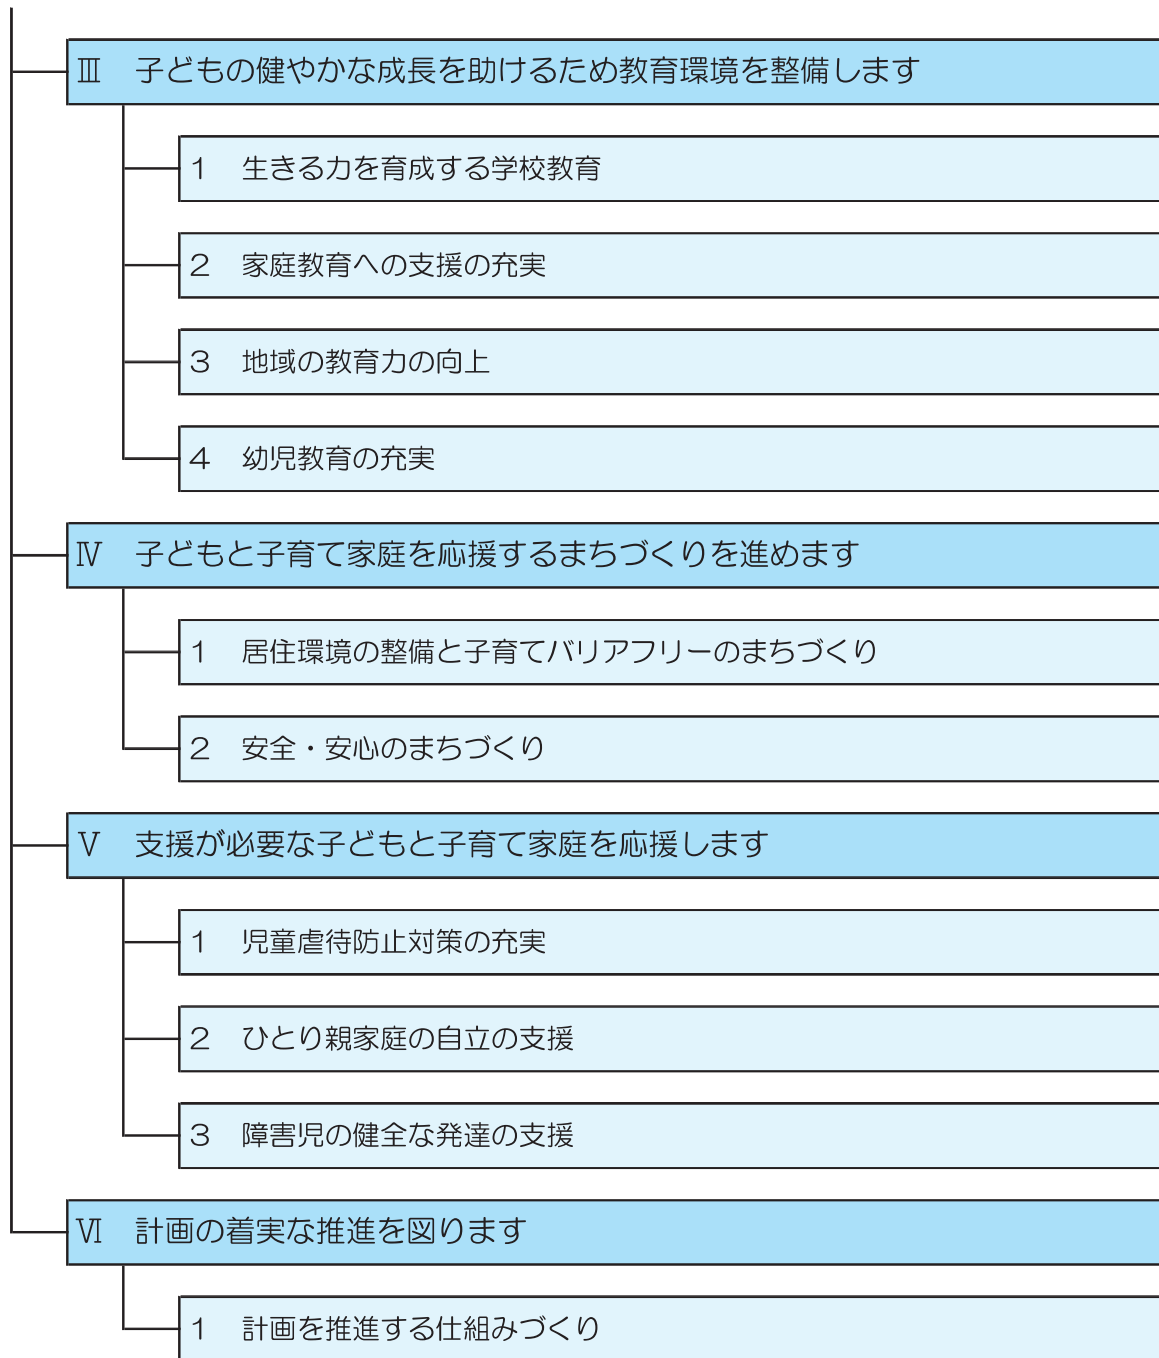 Ⅲ 子どもの健やかな成長を助けるため教育環境を整備します
1 生きる力を育成する学校教育
2 家庭教育への支援の充実
3 地域の教育力の向上
4 幼児教育の充実
Ⅳ 子どもと子育て家庭を応援するまちづくりを進めます
1 居住環境の整備と子育てバリアフリーのまちづくり
2 安全・安心のまちづくり
Ⅴ 支援が必要な子どもと子育て家庭を応援します
1 児童虐待防止対策の充実
2 ひとり親家庭の自立の支援
3 障害児の健全な発達の支援
Ⅵ 計画の着実な推進を図ります
1 計画を推進する仕組みづくり